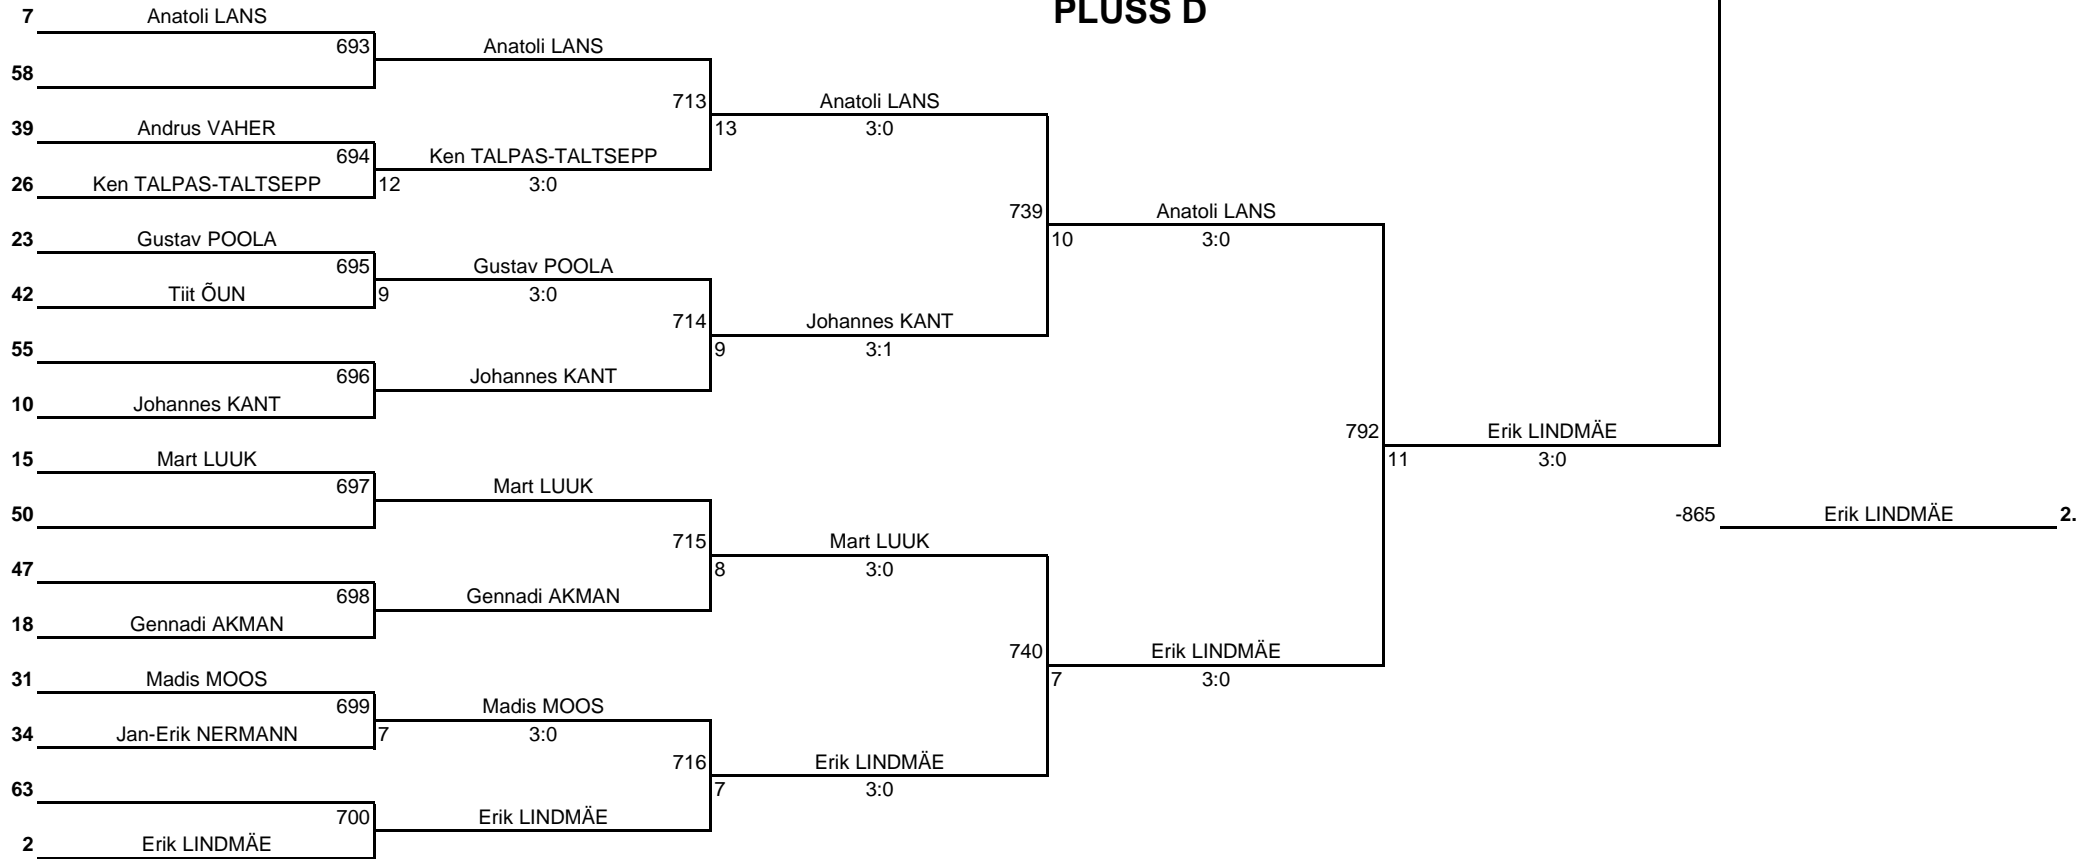 PLUSS D
7 Anatoli LANS
693 Anatoli LANS
58
713 Anatoli LANS
39 Andrus VAHER
13 3:0
694 Ken TALPAS-TALTSEPP
26 Ken TALPAS-TALTSEPP 12 3:0
739 Anatoli LANS
23 Gustav POOLA
10 3:0
695 Gustav POOLA
42 Tiit ÕUN 9 3:0
714 Johannes KANT
55
9 3:1
696 Johannes KANT
10 Johannes KANT
792 Erik LINDMÄE
15 Mart LUUK
11 3:0
697 Mart LUUK
50
-865 Erik LINDMÄE 2.
715 Mart LUUK
47
8 3:0
698 Gennadi AKMAN
18 Gennadi AKMAN
740 Erik LINDMÄE
31 Madis MOOS
7 3:0
699 Madis MOOS
34 Jan-Erik NERMANN 7 3:0
716 Erik LINDMÄE
63
7 3:0
700 Erik LINDMÄE
2 Erik LINDMÄE